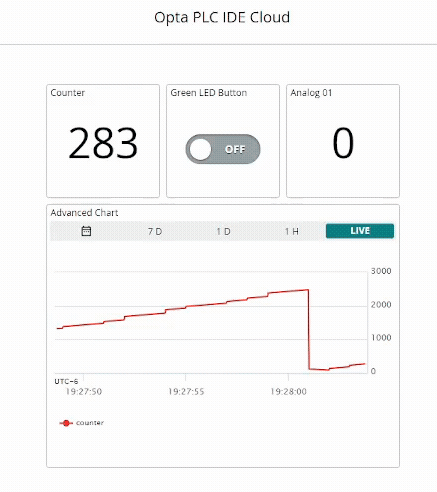 Opta PLC IDE Cloud
Counter
283
Green LED Button
OFF
Analog 01
0
Advanced Chart
7 D
1 D
1 H
LIVE
3000
2000
1000
0
UTC-6
19:27:50
19:27:55
19:28:00
counter